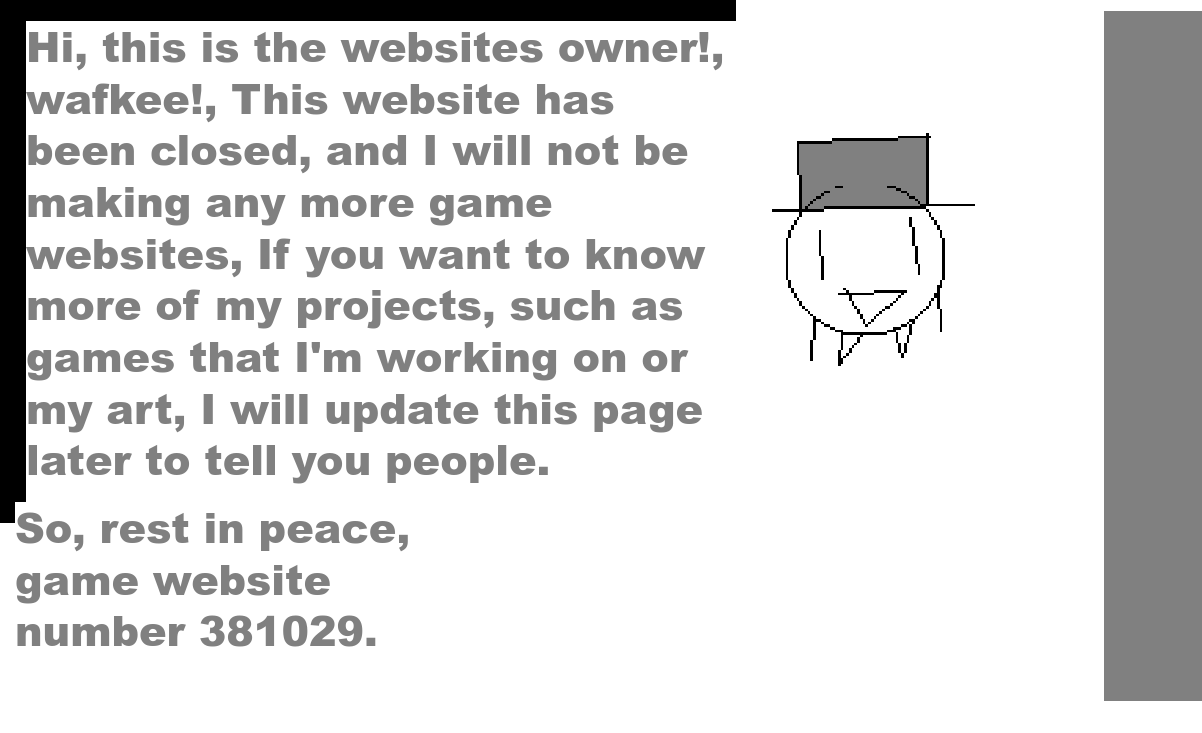 Hi, this is the websites owner!,
wafkee!, This website has
been closed, and I will not be
making any more game
websites, If you want to know
more of my projects, such as
games that I'm working on or
my art, I will update this page
later to tell you people.
So, rest in peace,
game website
number 381029.